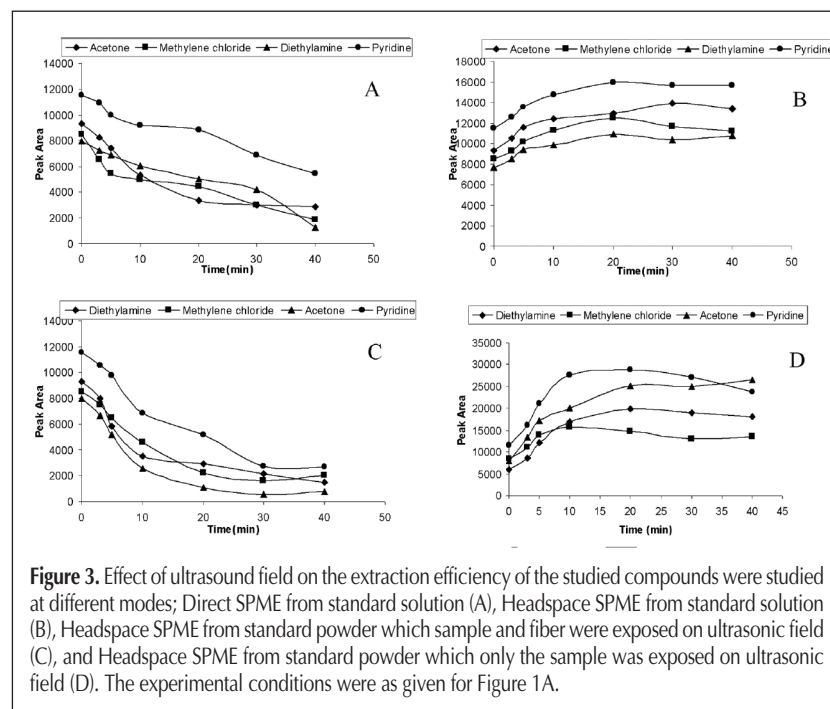 Acetone Methylene chloride Diethylamine Pyridine
A
Peak Area
14000
12000
10000
8000
6000
4000
2000
0
0 10 20 30 40 50
Time(min)
Acetone Methylene chloride Diethylamine Pyridine
B
Peak Area
18000
16000
14000
12000
10000
8000
6000
4000
2000
0
0 10 20 30 40 50
Time(min)
Diethylamine Methylene chloride Acetone Pyridine
C
Peak Area
14000
12000
10000
8000
6000
4000
2000
0
0 10 20 30 40 50
Time(min)
Diethylamine Methylene chloride Acetone Pyridine
D
Peak Area
35000
30000
25000
20000
15000
10000
5000
0
0 5 10 15 20 25 30 35 40 45
Time (min)
Figure 3. Effect of ultrasound field on the extraction efficiency of the studied compounds were studied
at different modes; Direct SPME from standard solution (A), Headspace SPME from standard solution
(B), Headspace SPME from standard powder which sample and fiber were exposed on ultrasonic field
(C), and Headspace SPME from standard powder which only the sample was exposed on ultrasonic
field (D). The experimental conditions were as given for Figure 1A.